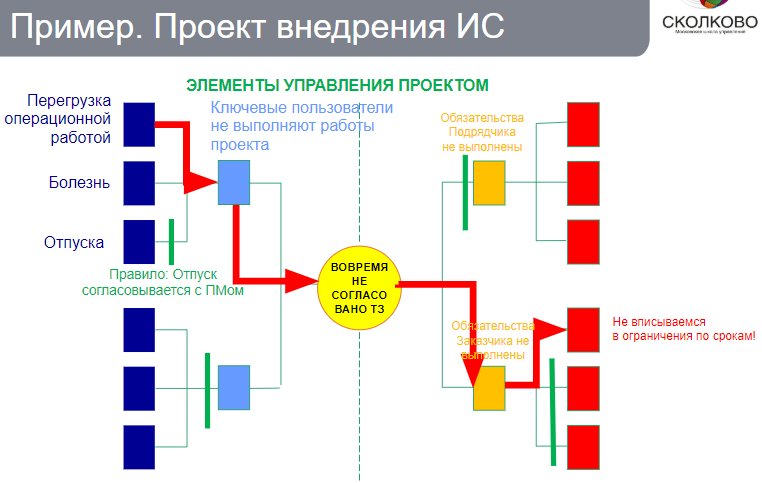 Пример. Проект внедрения ИС
СКОЛКОВО
Московская школа управления
ЭЛЕМЕНТЫ УПРАВЛЕНИЯ ПРОЕКТОМ
Перегрузка
операционной
работой
Болезнь
Отпуска
Ключевые пользователи
не выполняют работы
проекта
Правило: Отпуск
согласовывается с ПМом
ВОВРЕМЯ
НЕ
СОГЛАСО
ВАНО ТЗ
Обязательства
Подрядчика
не выполнены
Обязательства
Заказчика не
выполнены
Не вписываемся
в ограничения по срокам!